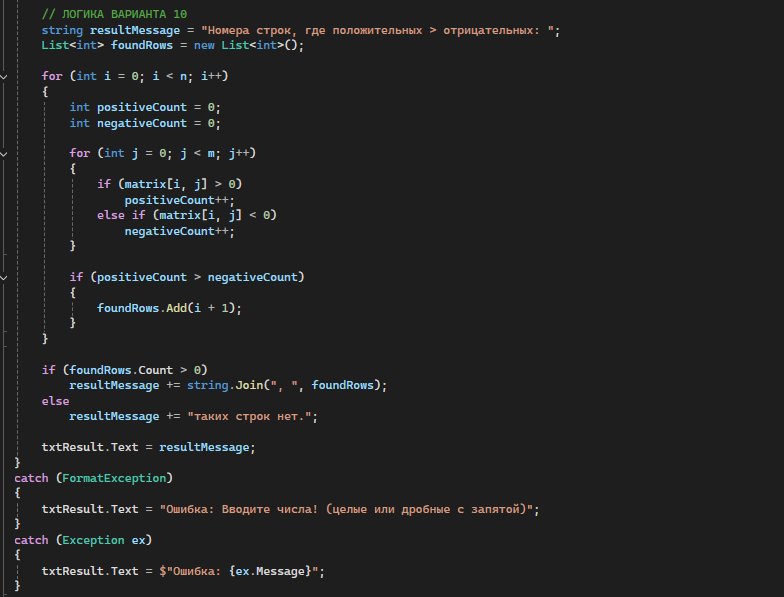 // ЛОГИКА ВАРИАНТА 10
string resultMessage = "Номера строк, где положительных > отрицательных: ";
List<int> foundRows = new List<int>();
for (int i = 0; i < n; i++)
{
int positiveCount = 0;
int negativeCount = 0;
for (int j = 0; j < m; j++)
{
if (matrix[i, j] > 0)
positiveCount++;
else if (matrix[i, j] < 0)
negativeCount++;
}
if (positiveCount > negativeCount)
{
foundRows.Add(i + 1);
}
}
if (foundRows.Count > 0)
resultMessage += string.Join(", ", foundRows);
else
resultMessage += "таких строк нет.";
txtResult.Text = resultMessage;
}
catch (FormatException)
{
txtResult.Text = "Ошибка: Вводите числа! (целые или дробные с запятой)";
}
catch (Exception ex)
{
txtResult.Text = $"Ошибка: {ex.Message}";
}